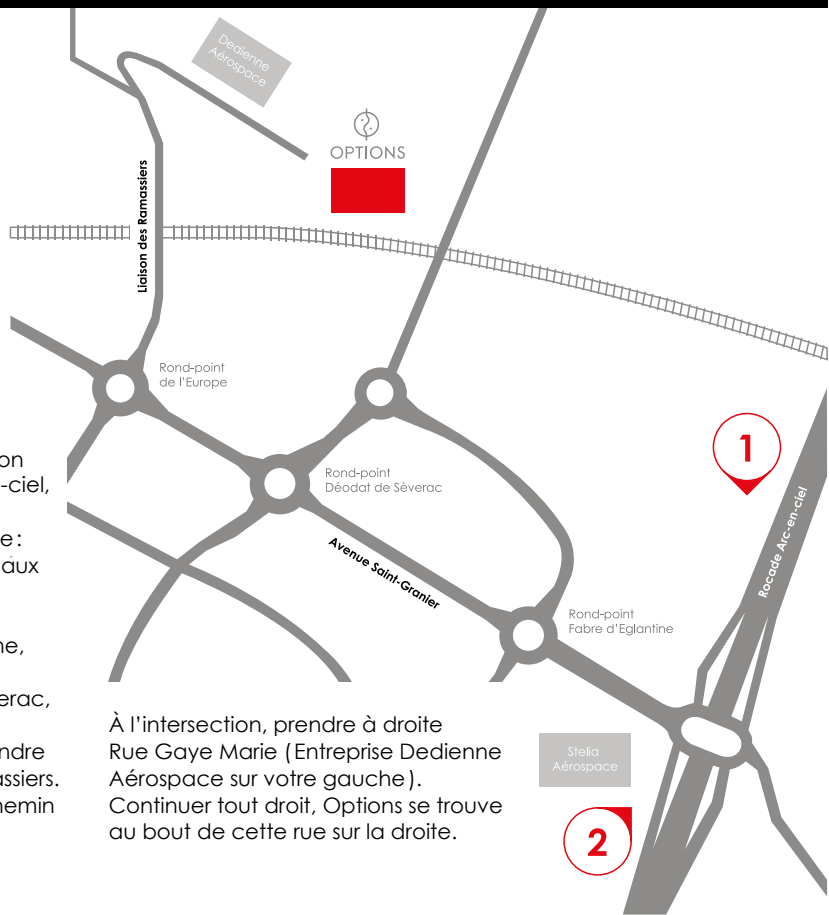 Dedienne
Aérospace
OPTIONS
Liaison des Ramassiers
Rond-point
de l'Europe
Rond-point
Déodat de Sèverac
Avenue Saint-Granier
1
Rocade Arc-en-ciel
Rond-point
Fabre d'Eglantine
Stelia
Aérospace
2
on
-ciel,
e :
aux
ne,
erac,
ndre
assiers.
hemin
À l'intersection, prendre à droite
Rue Gaye Marie (Entreprise Dedienne
Aérospace sur votre gauche).
Continuer tout droit, Options se trouve
au bout de cette rue sur la droite.